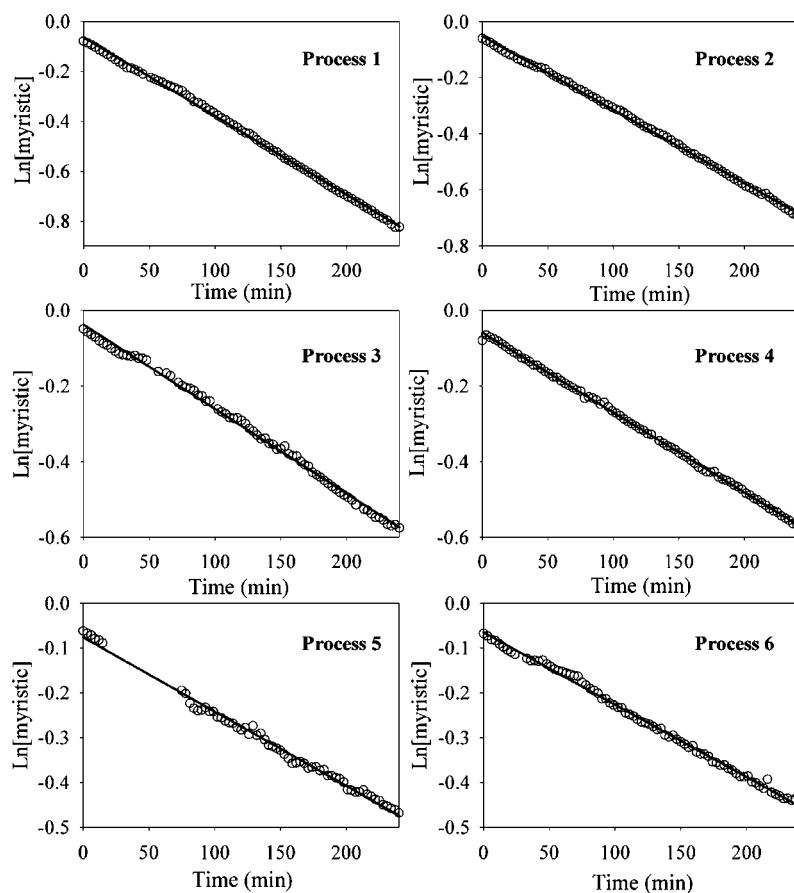 0.0
-0.2
-0.4
-0.6
-0.8
Ln[myristic]
Process 1
0 50 100 150 200
Time (min)
0.0
-0.2
-0.4
-0.6
-0.8
Ln[myristic]
Process 2
0 50 100 150 200
Time (min)
0.0
-0.2
-0.4
-0.6
Ln[myristic]
Process 3
0 50 100 150 200
Time (min)
0.0
-0.2
-0.4
-0.6
Ln[myristic]
Process 4
0 50 100 150 200
Time (min)
0.0
-0.1
-0.2
-0.3
-0.4
-0.5
Ln[myristic]
Process 5
0 50 100 150 200
Time (min)
0.0
-0.1
-0.2
-0.3
-0.4
-0.5
Ln[myristic]
Process 6
0 50 100 150 200
Time (min)